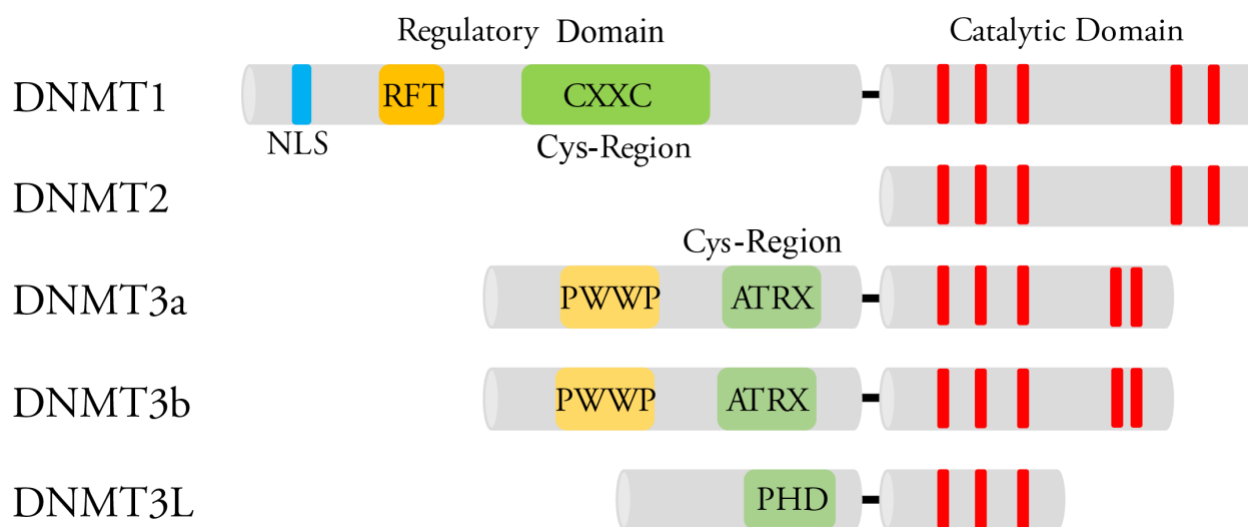 Regulatory Domain
Catalytic Domain
DNMT1
RFT
CXXC
NLS
Cys-Region
DNMT2
Cys-Region
DNMT3a
PWWP
ATRX
DNMT3b
PWWP
ATRX
DNMT3L
PHD